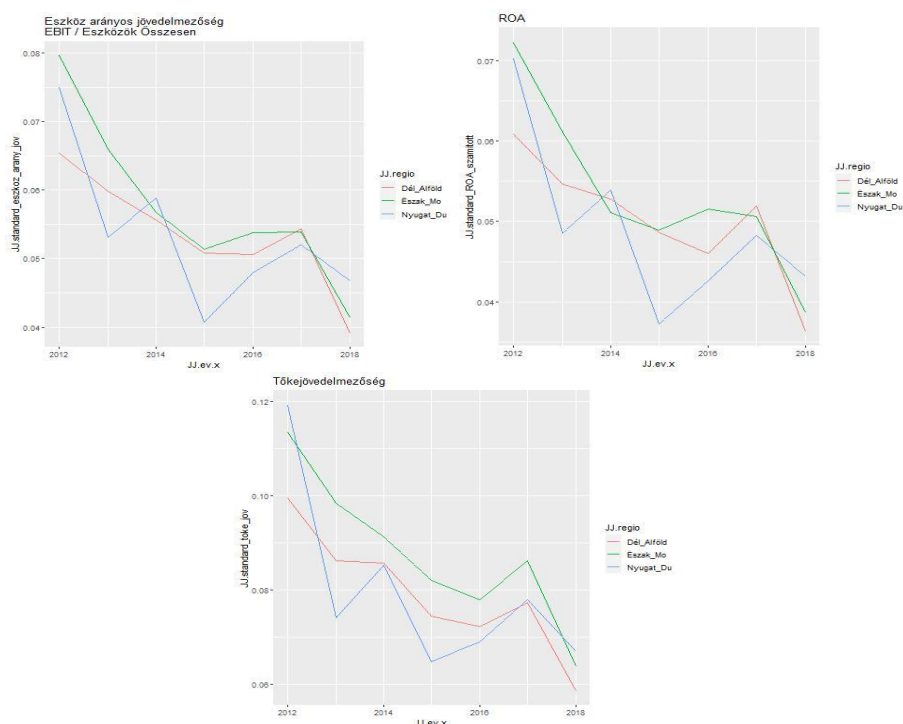 Eszköz arányos jövedelmezőség
EBIT / Eszközök Összesen
0.08
0.07
0.06
0.05
0.04
JJ.standard_eszkoz_arany_jov
2012
2014
2016
2018
JJ.ev.x
JJ.regio
Dél_Alföld
Észak_Mo
Nyugat_Du
ROA
0.07
0.06
0.05
0.04
JJ.standard_ROA_számított
2012
2014
2016
2018
JJ.ev.x
JJ.regio
Dél_Alföld
Észak_Mo
Nyugat_Du
Tőkejövedelmezőség
0.12
0.10
0.08
0.06
JJ.standard_toke_jov
2012
2014
2016
2018
JJ.ev.x
JJ.regio
Dél_Alföld
Észak_Mo
Nyugat_Du